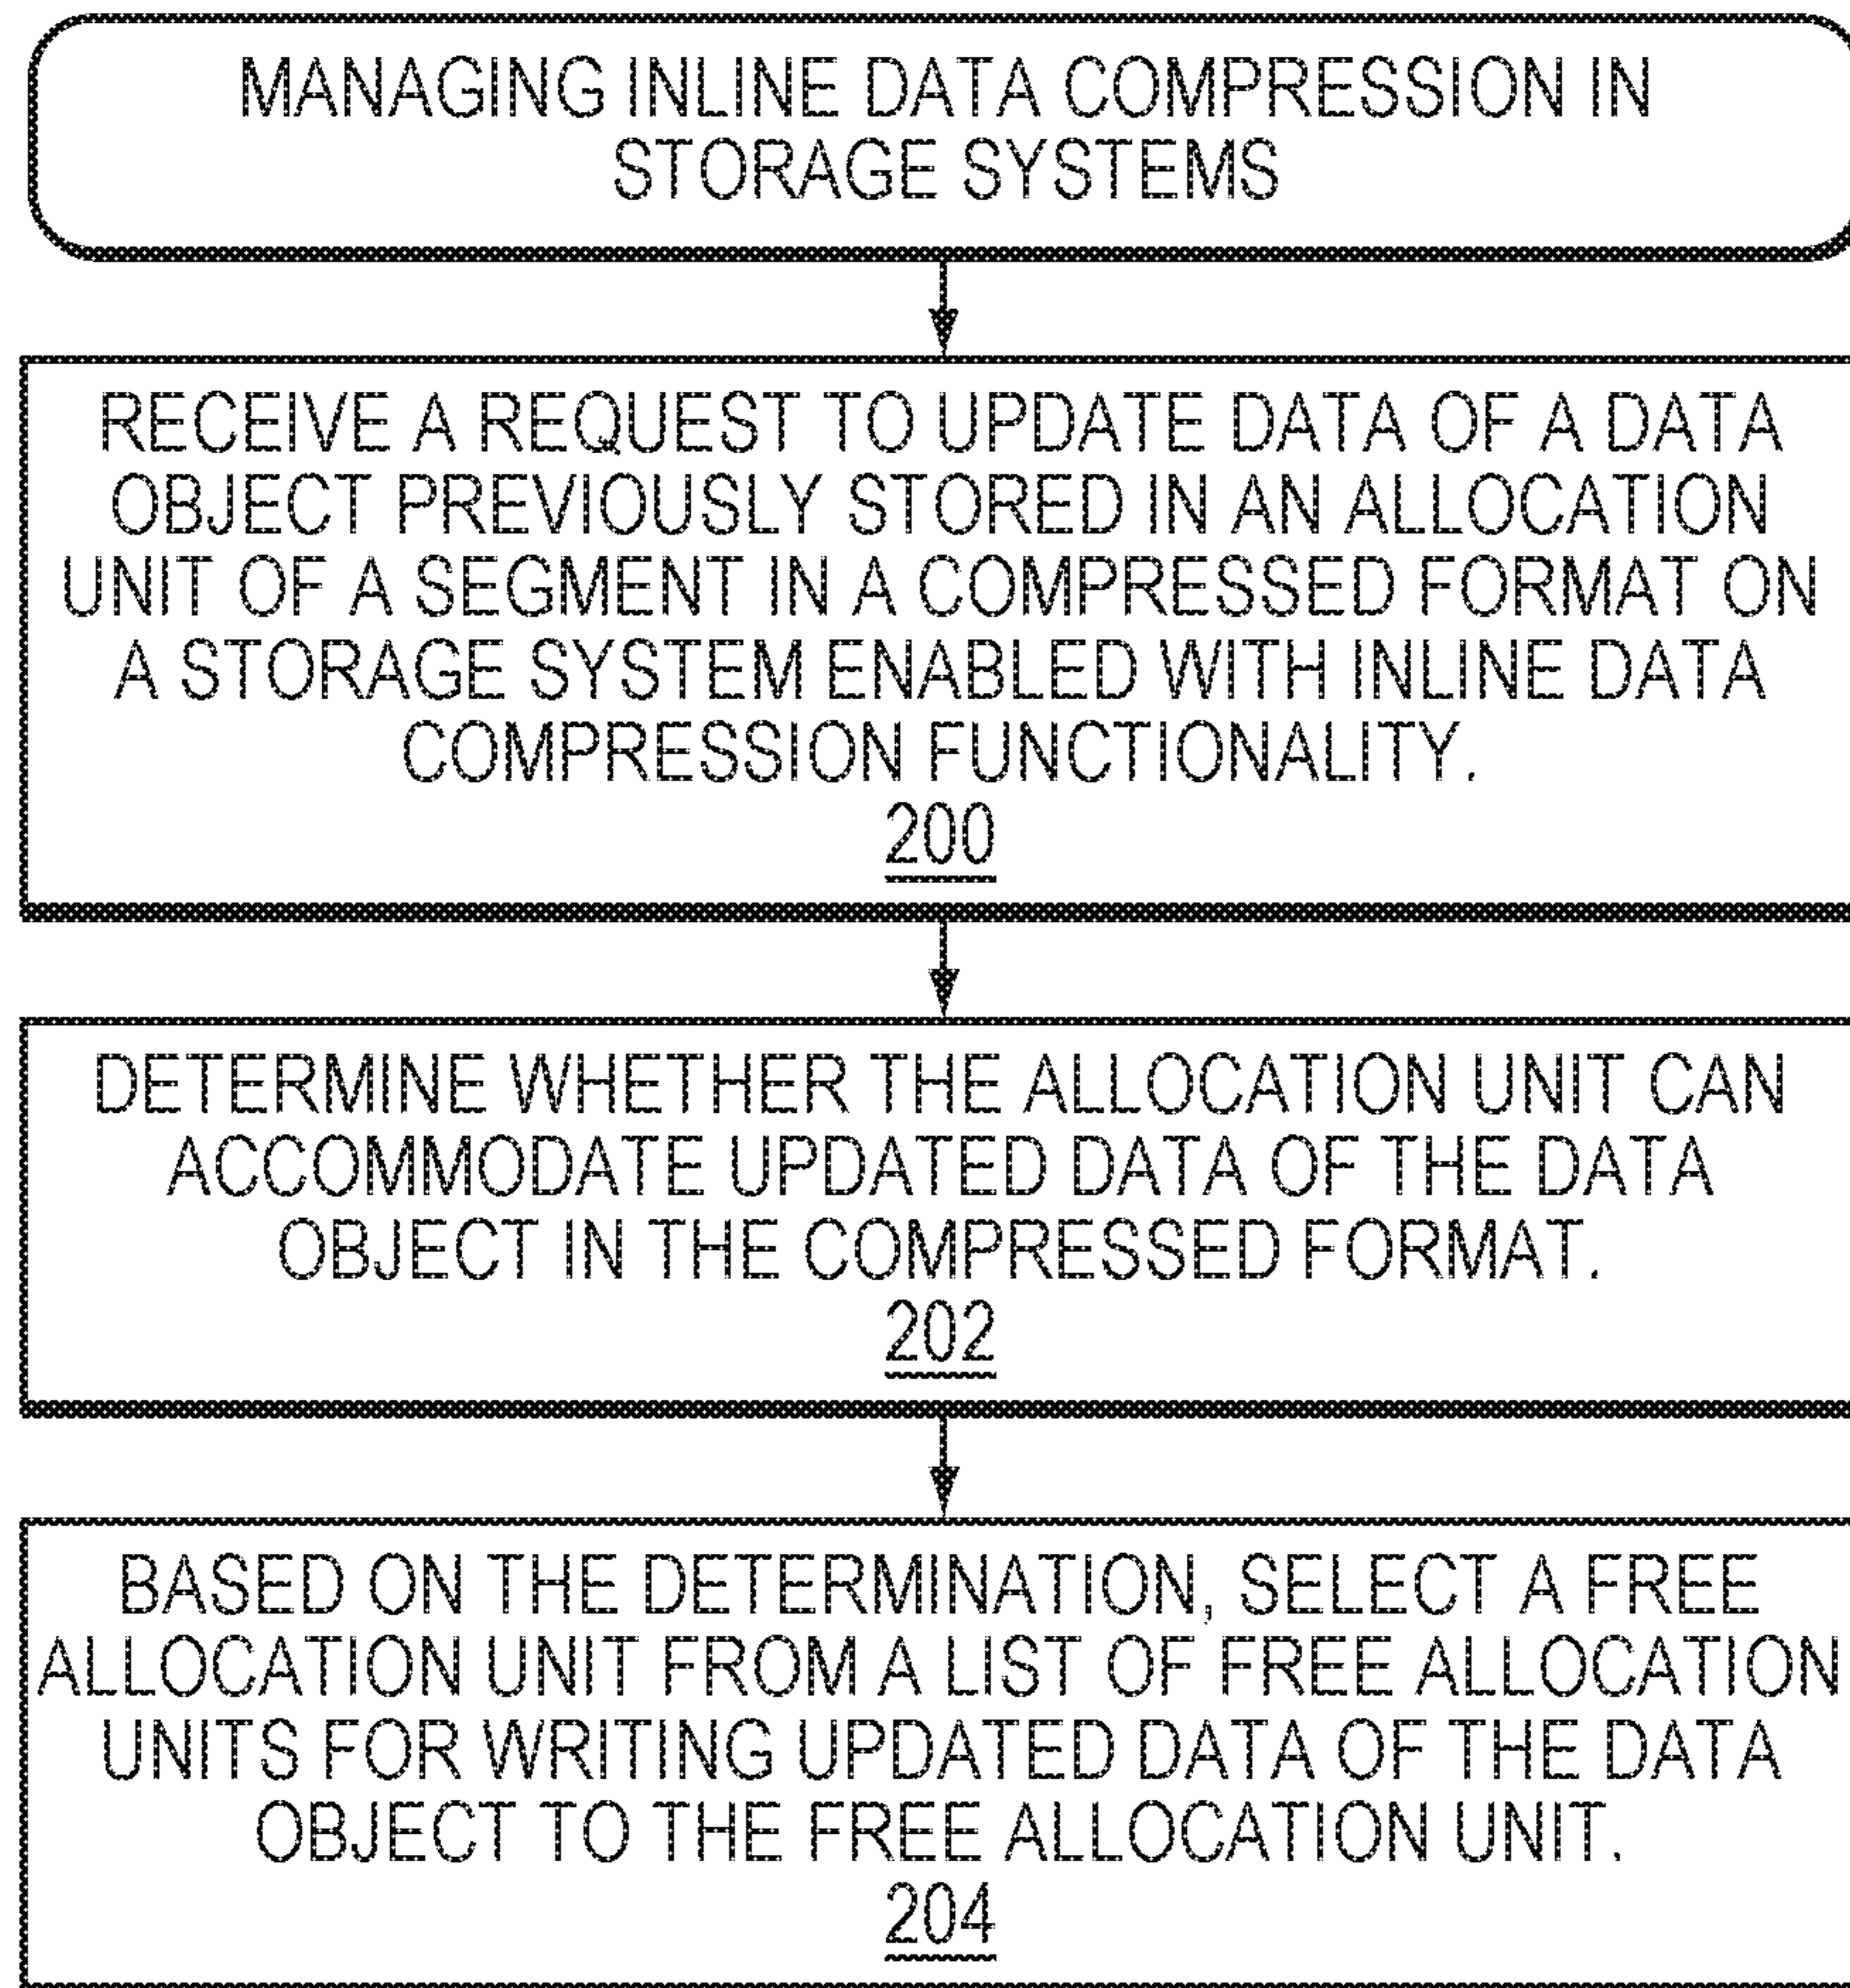 MANAGING INLINE DATA COMPRESSION IN
STORAGE SYSTEMS
RECEIVE A REQUEST TO UPDATE DATA OF A DATA
OBJECT PREVIOUSLY STORED IN AN ALLOCATION
UNIT OF A SEGMENT IN A COMPRESSED FORMAT ON
A STORAGE SYSTEM ENABLED WITH INLINE DATA
COMPRESSION FUNCTIONALITY.
200
DETERMINE WHETHER THE ALLOCATION UNIT CAN
ACCOMMODATE UPDATED DATA OF THE DATA
OBJECT IN THE COMPRESSED FORMAT.
202
BASED ON THE DETERMINATION, SELECT A FREE
ALLOCATION UNIT FROM A LIST OF FREE ALLOCATION
UNITS FOR WRITING UPDATED DATA OF THE DATA
OBJECT TO THE FREE ALLOCATION UNIT.
204